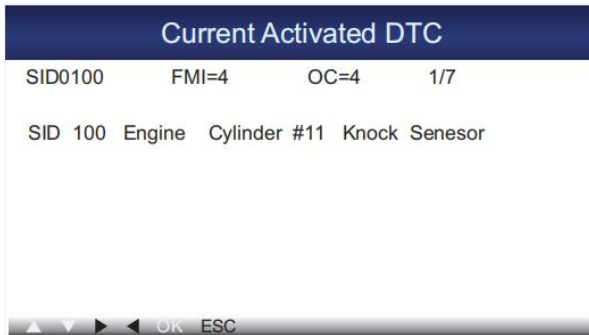 Current Activated DTC
SID0100 FMI=4 OC=4 1/7
SID 100 Engine Cylinder #11 Knock Senesor
▲ ▼ ▶ ◀ OK ESC